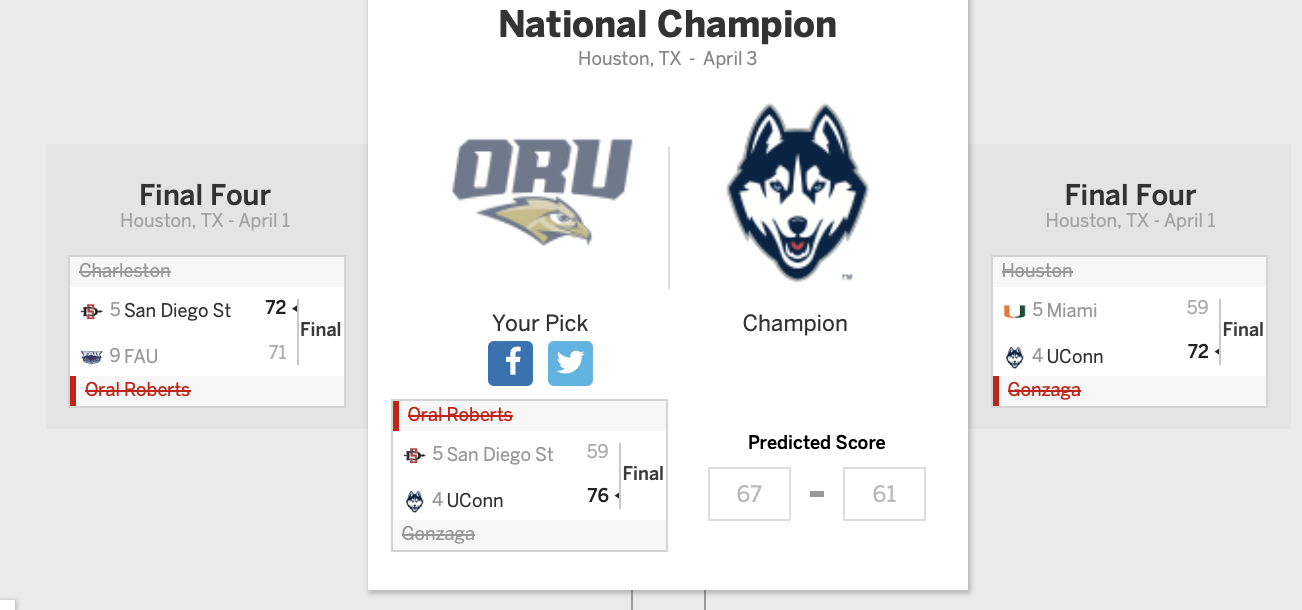 National Champion
Houston, TX - April 3
ORU
TM
Your Pick
Champion
f
Oral Roberts
5 San Diego St 59
Final
4 UConn 76
Gonzaga
Predicted Score
67 - 61
Final Four
Houston, TX - April 1
Charleston
5 San Diego St 72
Final
9 FAU 71
Oral Roberts
Final Four
Houston, TX - April 1
Houston
5 Miami 59
Final
4 UConn 72
Gonzaga